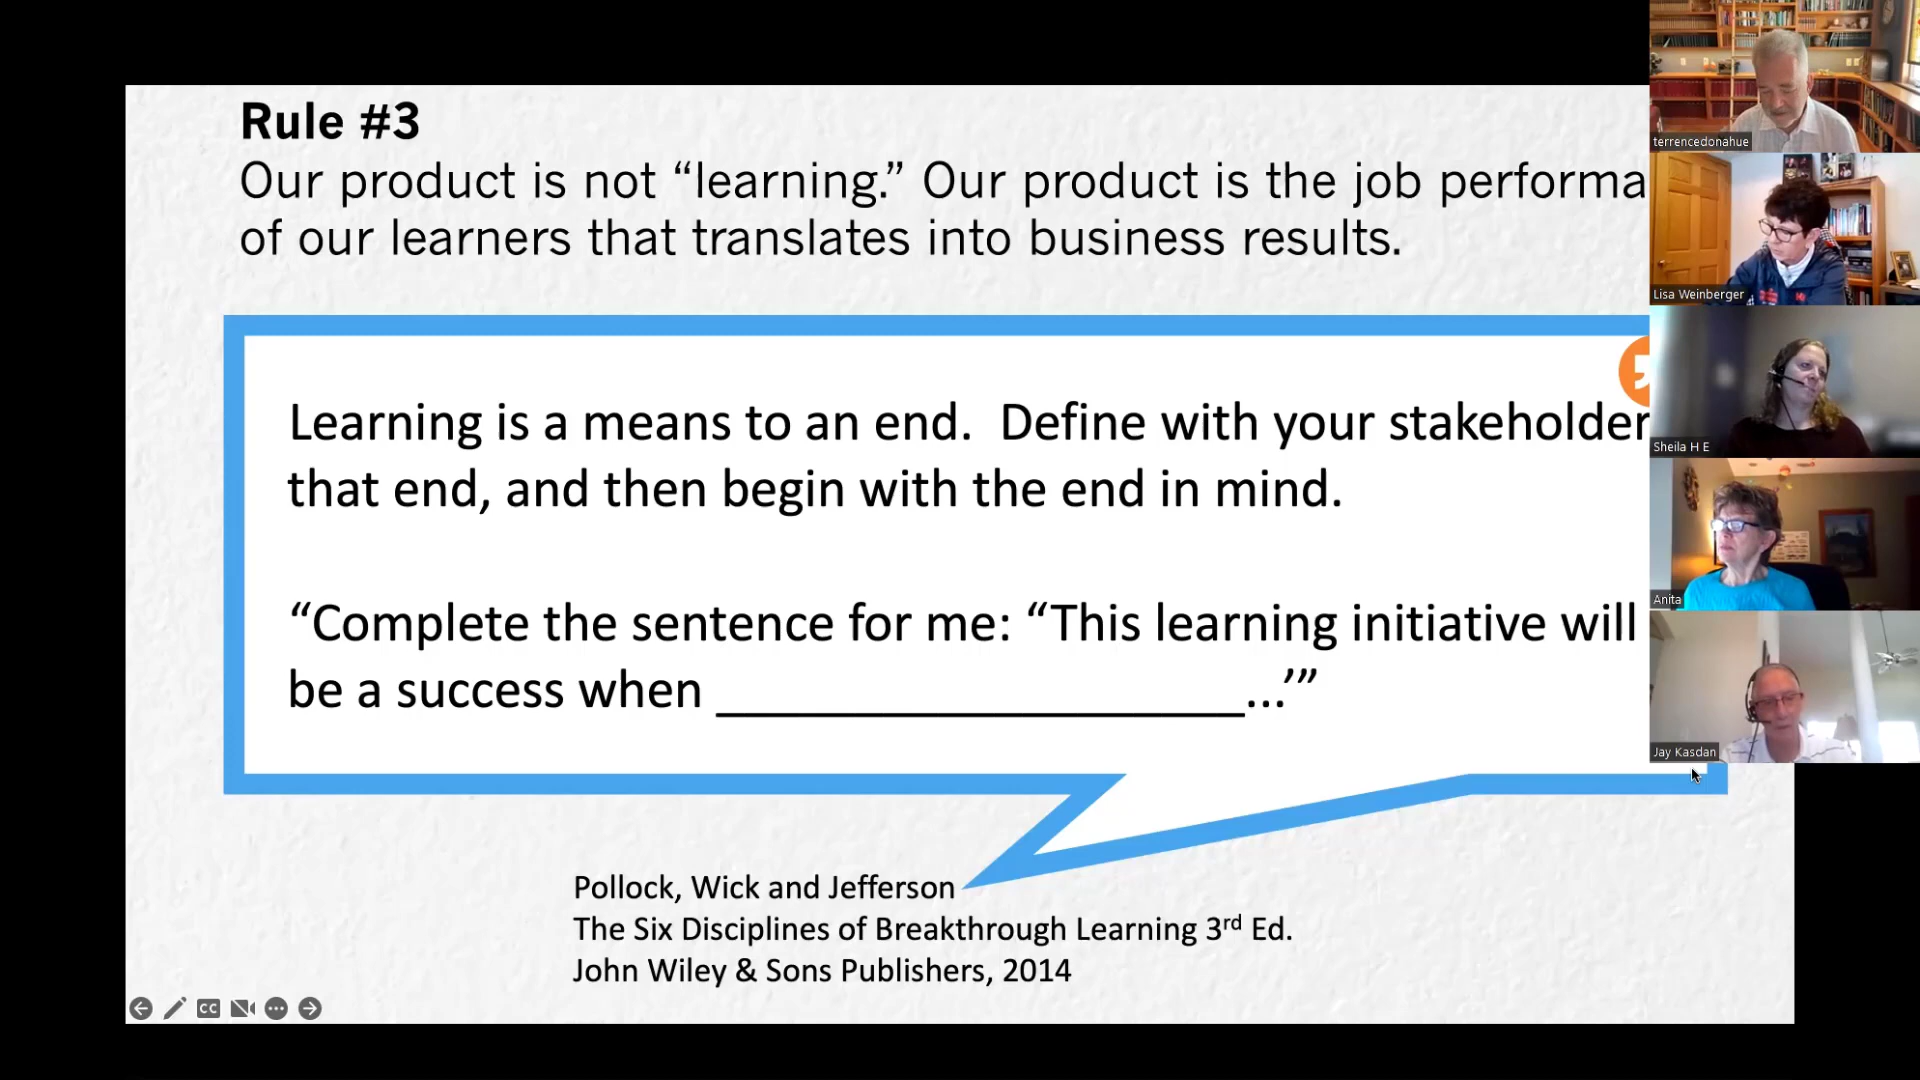 Rule #3
Our product is not “learning.” Our product is the job performa
of our learners that translates into business results.
Learning is a means to an end. Define with your stakeholder
that end, and then begin with the end in mind.
“Complete the sentence for me: “This learning initiative will
be a success when ____________________...’”
Pollock, Wick and Jefferson
The Six Disciplines of Breakthrough Learning 3rd Ed.
John Wiley & Sons Publishers, 2014
CC
terrencedonahue
Lisa Weinberger
Sheila H E
Anita
Jay Kasdan